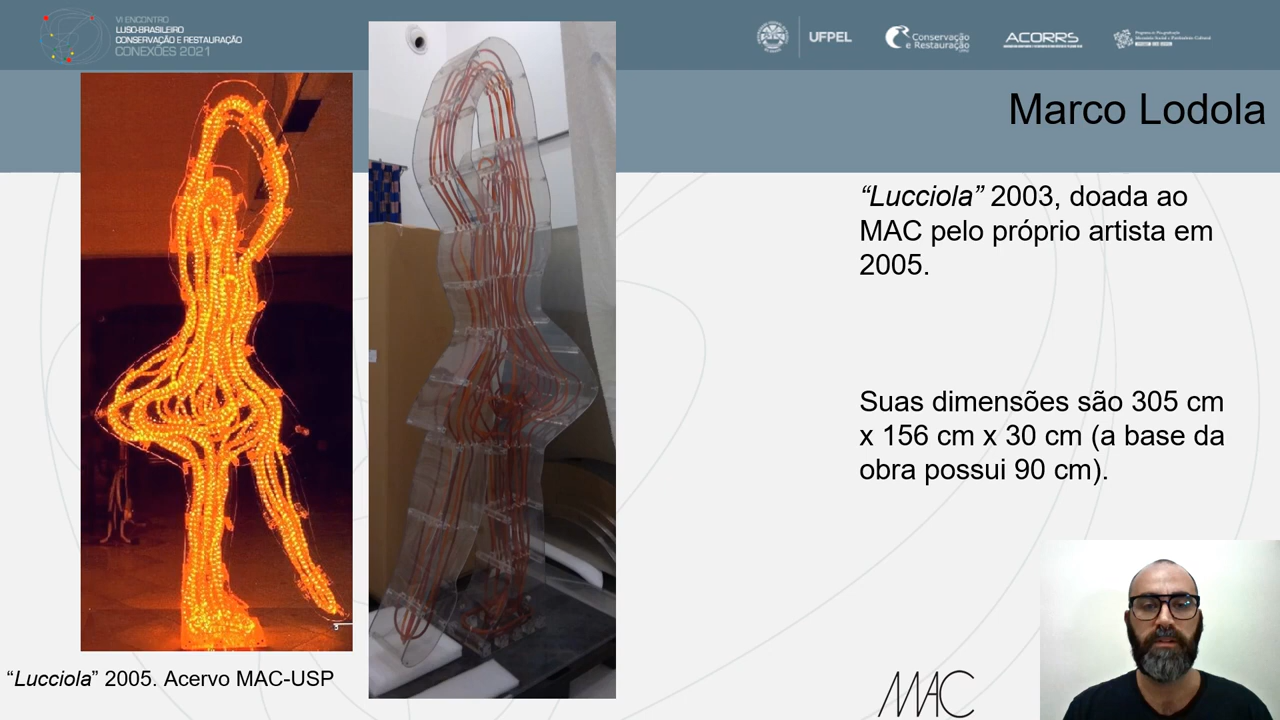 VI ENCONTRO
LUSO-BRASILEIRO
CONSERVAÇÃO E RESTAURAÇÃO
CONEXÕES 2021
UFPEL
Conservação
e Restauração
ACORRS
Marco Lodola
“Lucciola” 2003, doada ao
MAC pelo próprio artista em
2005.
Suas dimensões são 305 cm
x 156 cm x 30 cm (a base da
obra possui 90 cm).
“Lucciola” 2005. Acervo MAC-USP
MAC